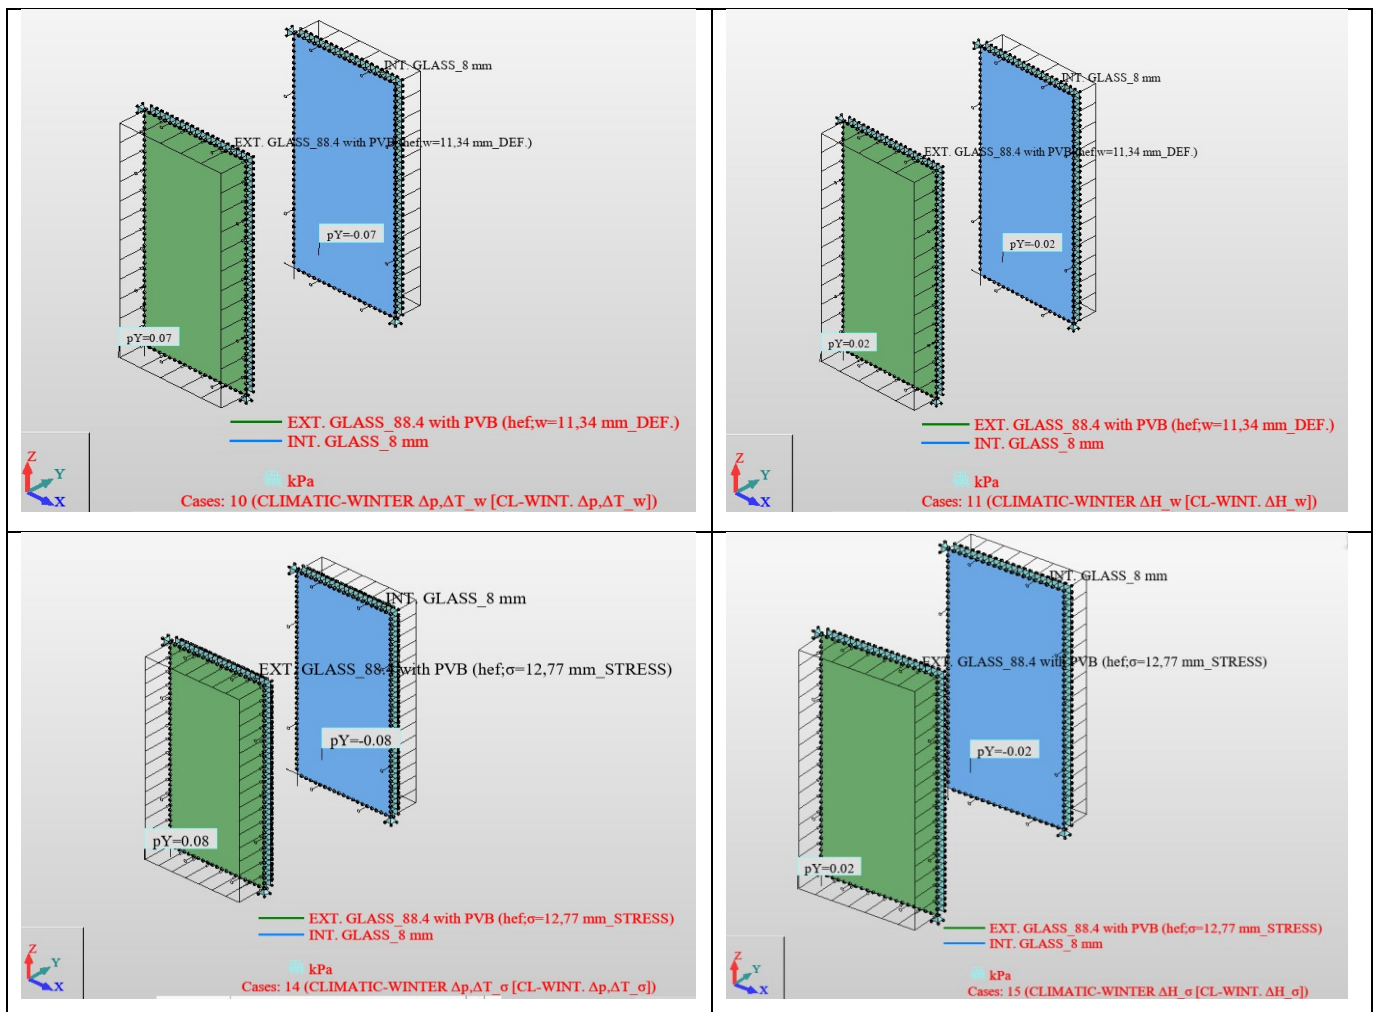 INT. GLASS_8 mm
EXT. GLASS_88.4 with PVB (hef;w=11,34 mm_DEF.)
pY=-0.07
pY=0.07
EXT. GLASS_88.4 with PVB (hef;w=11,34 mm_DEF.)
INT. GLASS_8 mm
kPa
Cases: 10 (CLIMATIC-WINTER Δp,ΔT_w [CL-WINT. Δp,ΔT_w])
Z
Y
X
INT. GLASS_8 mm
EXT. GLASS_88.4 with PVB (hef;w=11,34 mm_DEF.)
pY=-0.02
pY=0.02
EXT. GLASS_88.4 with PVB (hef;w=11,34 mm_DEF.)
INT. GLASS_8 mm
kPa
Cases: 11 (CLIMATIC-WINTER ΔH_w [CL-WINT. ΔH_w])
Z
Y
X
INT. GLASS_8 mm
EXT. GLASS_88.4 with PVB (hef;σ=12,77 mm_STRESS)
pY=-0.08
pY=0.08
EXT. GLASS_88.4 with PVB (hef;σ=12,77 mm_STRESS)
INT. GLASS_8 mm
kPa
Cases: 14 (CLIMATIC-WINTER Δp,ΔT_σ [CL-WINT. Δp,ΔT_σ])
Z
Y
X
INT. GLASS_8 mm
EXT. GLASS_88.4 with PVB (hef;σ=12,77 mm_STRESS)
pY=-0.02
pY=0.02
EXT. GLASS_88.4 with PVB (hef;σ=12,77 mm_STRESS)
INT. GLASS_8 mm
kPa
Cases: 15 (CLIMATIC-WINTER ΔH_σ [CL-WINT. ΔH_σ])
Z
Y
X